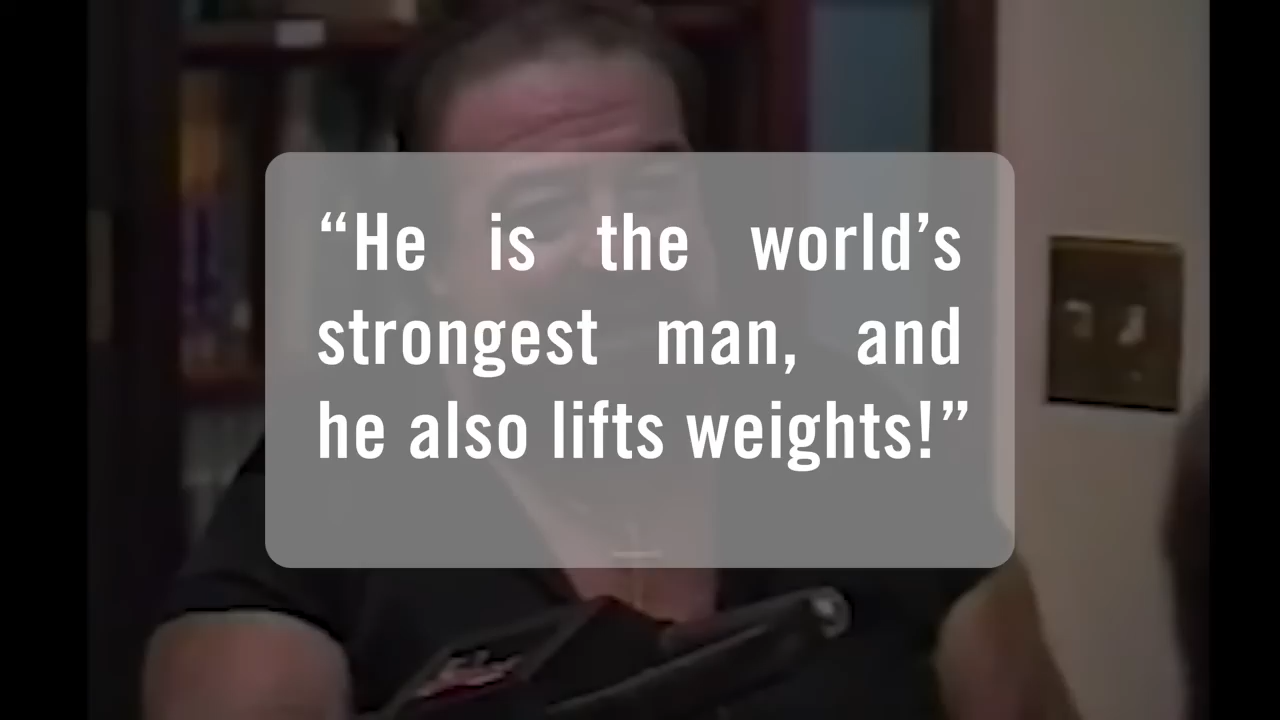 “He is the world’s
strongest man, and
he also lifts weights!”